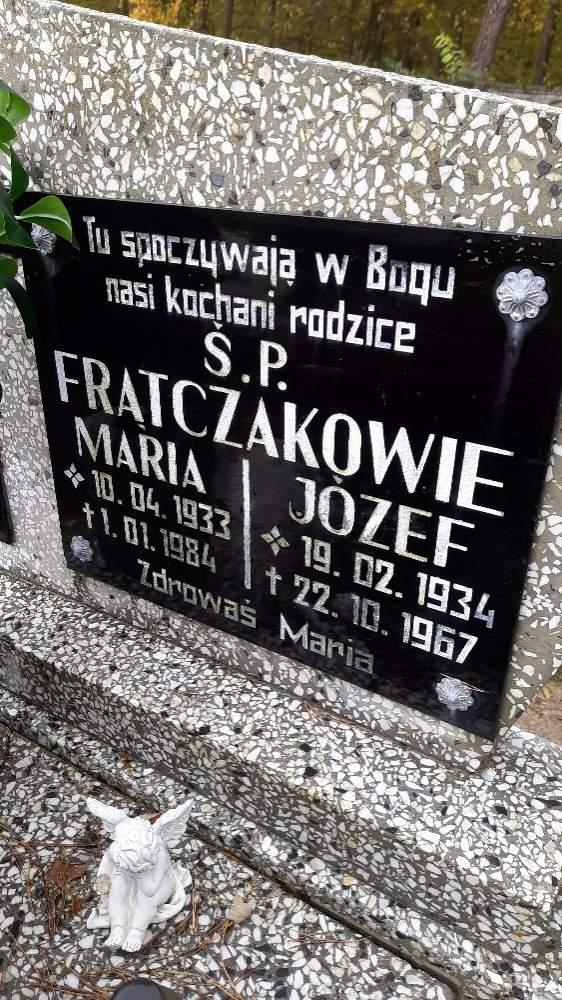 Tu spoczywają w Bogu
nasi kochani rodzice
Ś.P.
FRATCZAKOWIE
MARIA
10.04.1933
† 1.01.1984
JÓZEF
19.02.1934
† 22.10.1967
Zdrowaś Maria